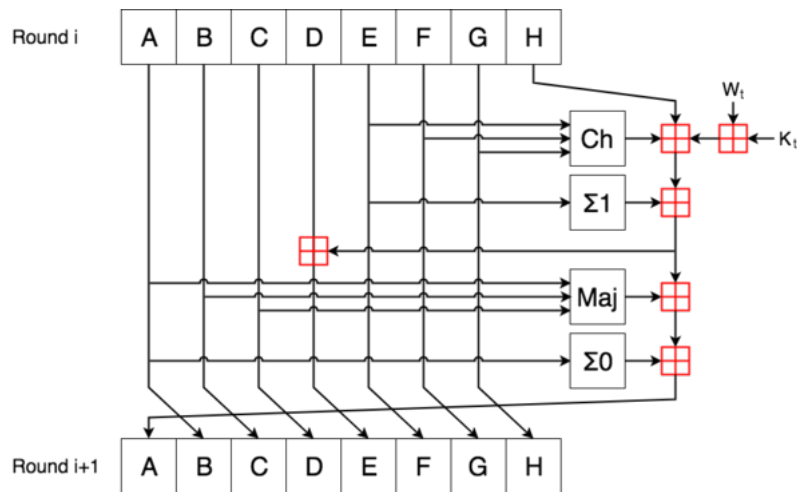 Round i A B C D E F G H
Wₜ
Ch Kₜ
Σ1
Maj
Σ0
Round i+1 A B C D E F G H